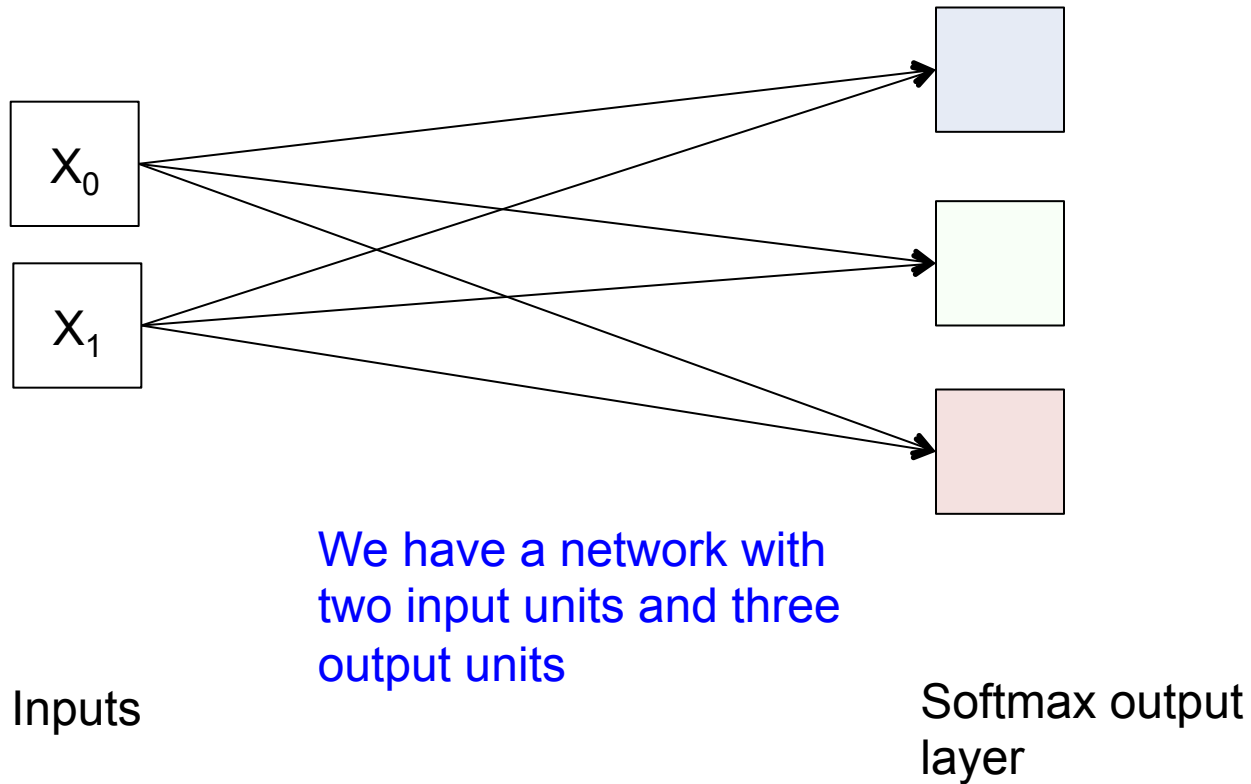 X₀
X₁
We have a network with
two input units and three
output units
Inputs
Softmax output
layer